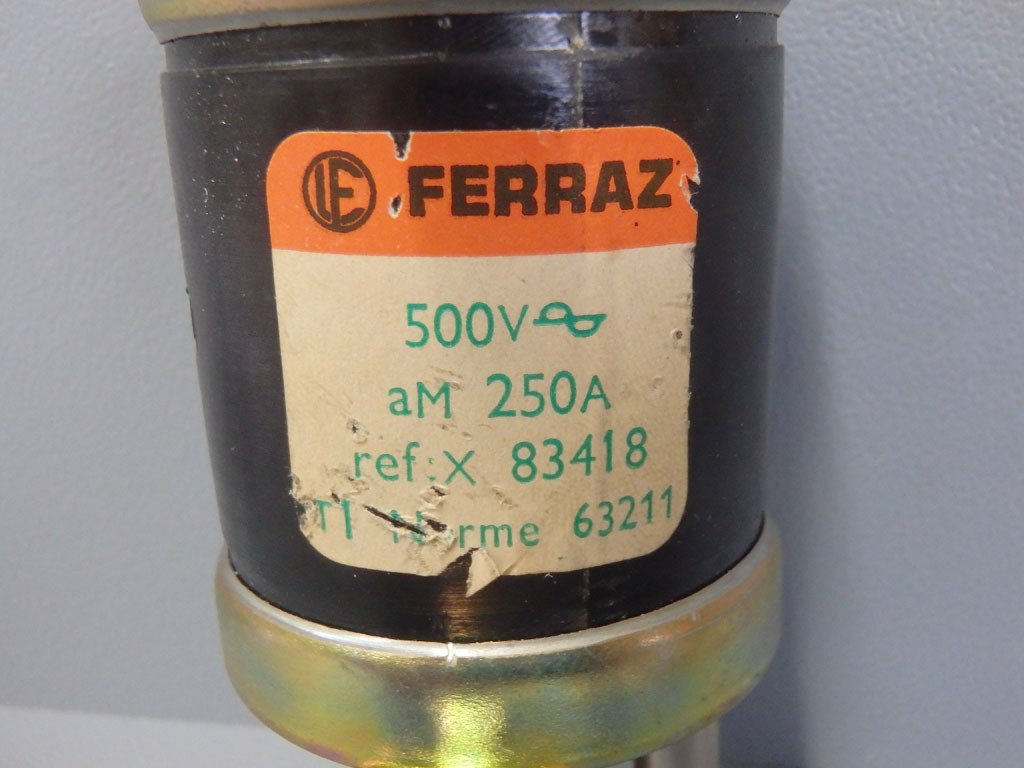 FERRAZ
500V
aM 250A
ref:X 83418
63211